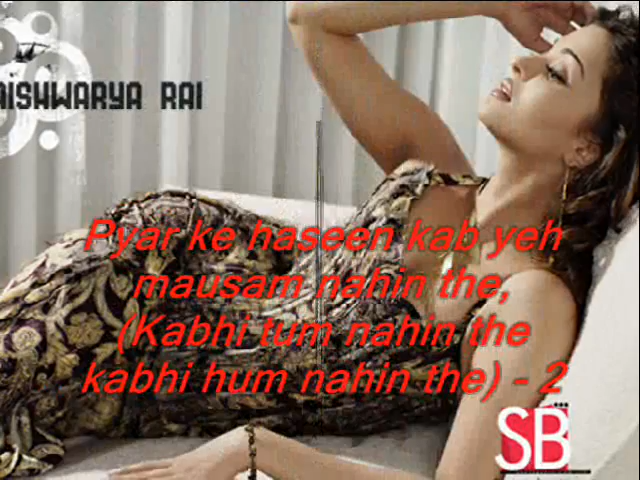 AISHWARYA RAI
Pyar ke haseen kab yeh
mausam nahin the,
(Kabhi tum nahin the
kabhi hum nahin the) - 2
SB